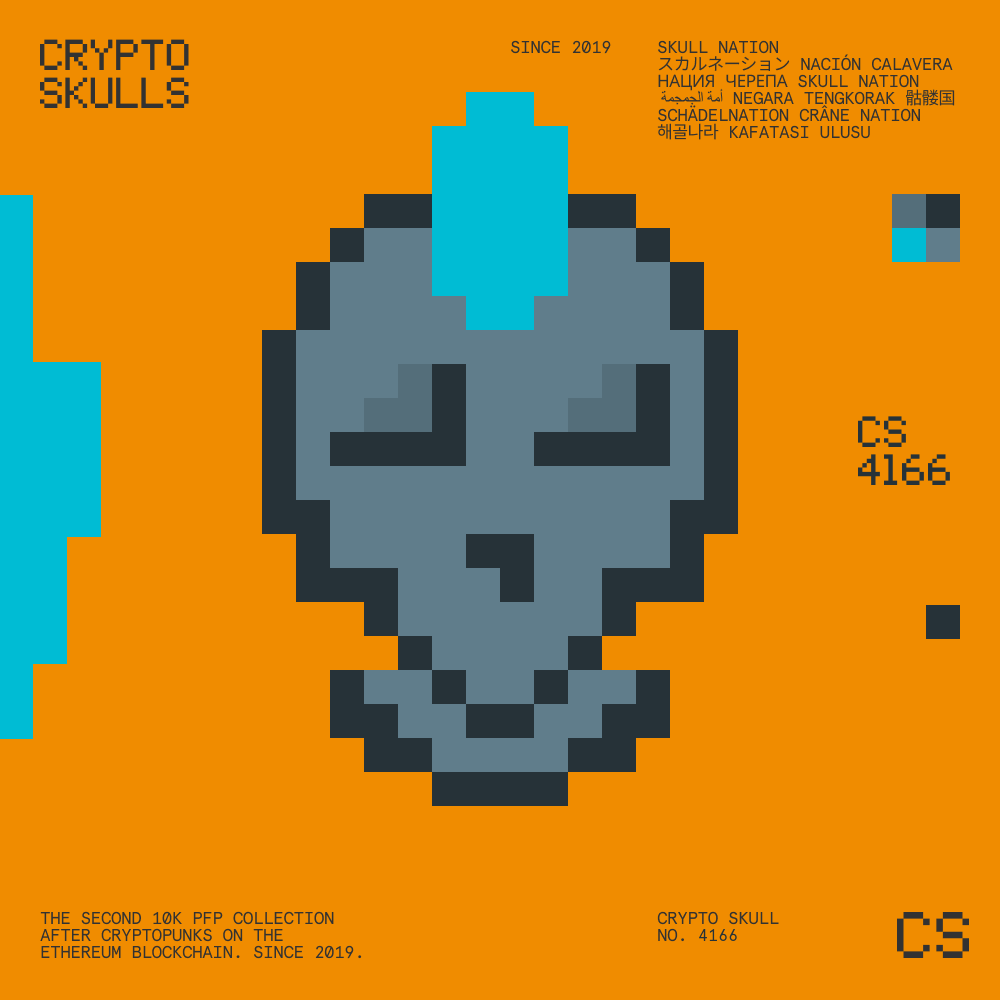 CRYPTO
SKULLS
SINCE 2019
SKULL NATION
スカルネーション NACIÓN CALAVERA
НАЦИЯ ЧЕРЕПА SKULL NATION
أمة الجمجمة NEGARA TENGKORAK 骷髏国
SCHÄDELNATION CRÂNE NATION
해골나라 KAFATASI ULUSU
CS
4166
THE SECOND 10K PFP COLLECTION
AFTER CRYPTOPUNKS ON THE
ETHEREUM BLOCKCHAIN. SINCE 2019.
CRYPTO SKULL
NO. 4166
CS